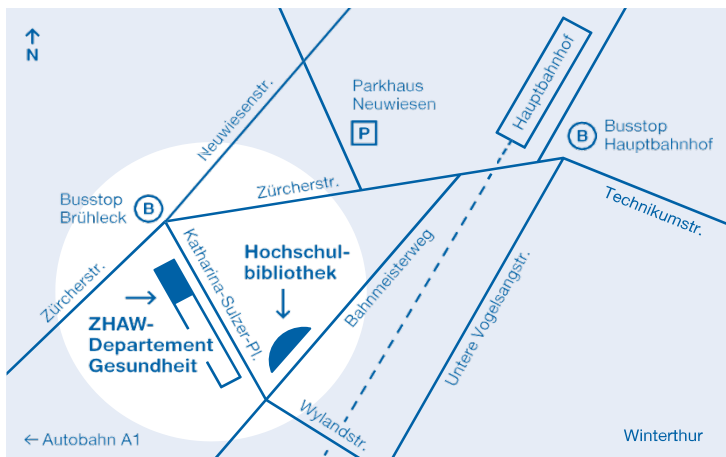 N
Neuwiesenstr.
Parkhaus
Neuwiesen
P
Hauptbahnhof
B
Busstop
Hauptbahnhof
Busstop
Brühleck
B
Zürcherstr.
Technikumstr.
Zürcherstr.
Katharina-Sulzer-Pl.
Hochschul-
bibliothek
Bahnmeisterweg
Untere Vogelsangstr.
ZHAW-
Departement
Gesundheit
Wylandstr.
← Autobahn A1
Winterthur